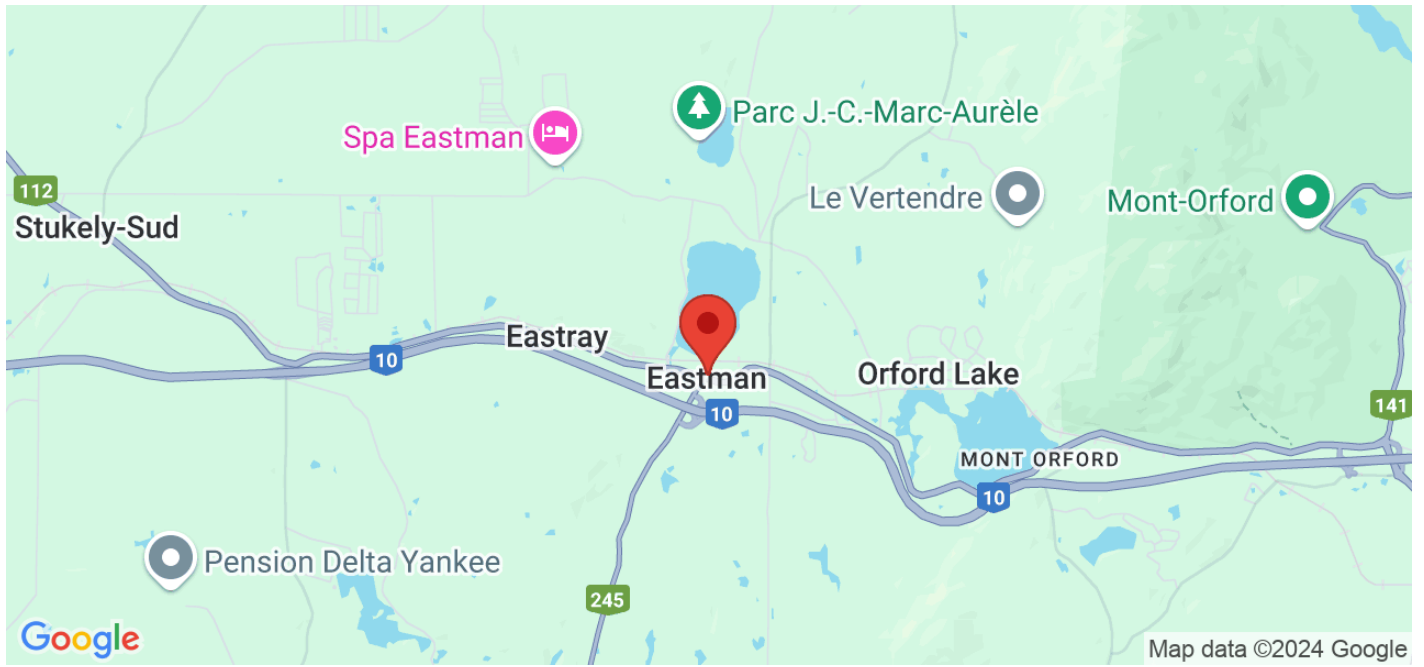 Parc J.-C.-Marc-Aurèle
Spa Eastman
112
Le Vertendre
Mont-Orford
Stukely-Sud
Eastray
10
Eastman
Orford Lake
10
141
MONT ORFORD
10
Pension Delta Yankee
245
Google
Map data ©2024 Google